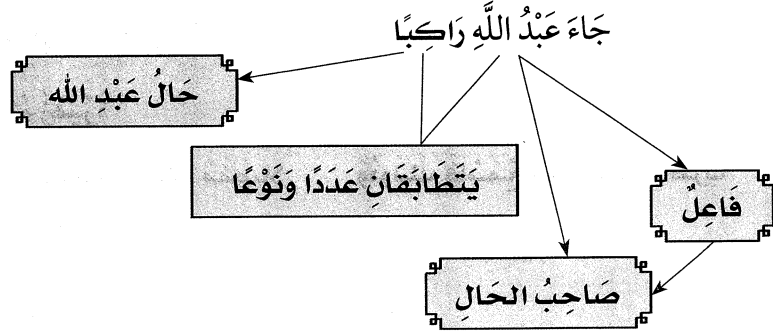 جَاءَ عَبْدُ اللَّهِ رَاكِبًا
حَالُ عَبْدِ الله
يَتَطَابَقَانِ عَدَدًا وَنَوْعًا
فَاعِلٌ
صَاحِبُ الحَالِ